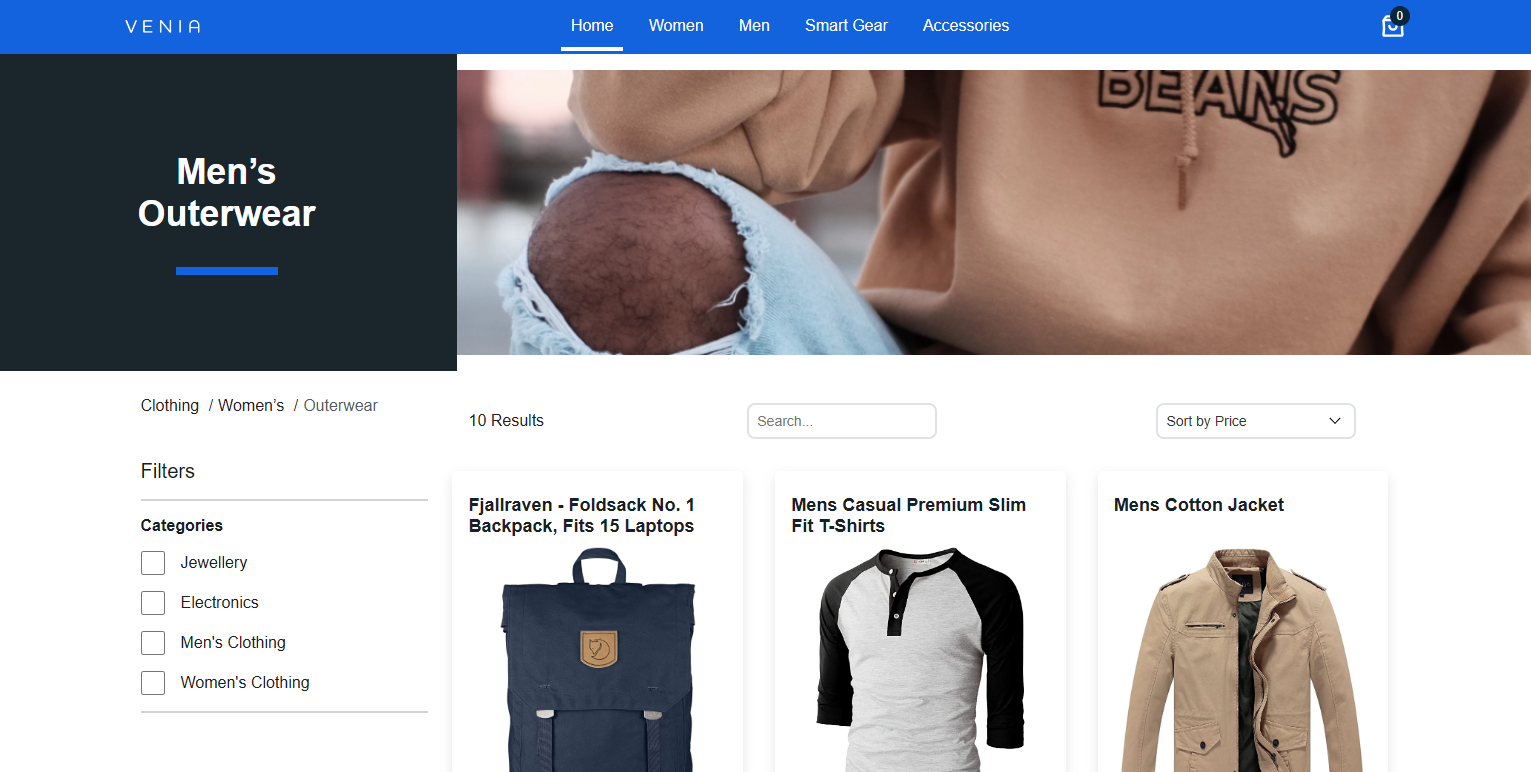 VENIA
Home
Women
Men
Smart Gear
Accessories
0
BEANS
Men’s
Outerwear
Clothing / Women’s / Outerwear
10 Results
Search...
Sort by Price
Filters
Categories
Jewellery
Electronics
Men's Clothing
Women's Clothing
Fjallraven - Foldsack No. 1
Backpack, Fits 15 Laptops
Mens Casual Premium Slim
Fit T-Shirts
Mens Cotton Jacket